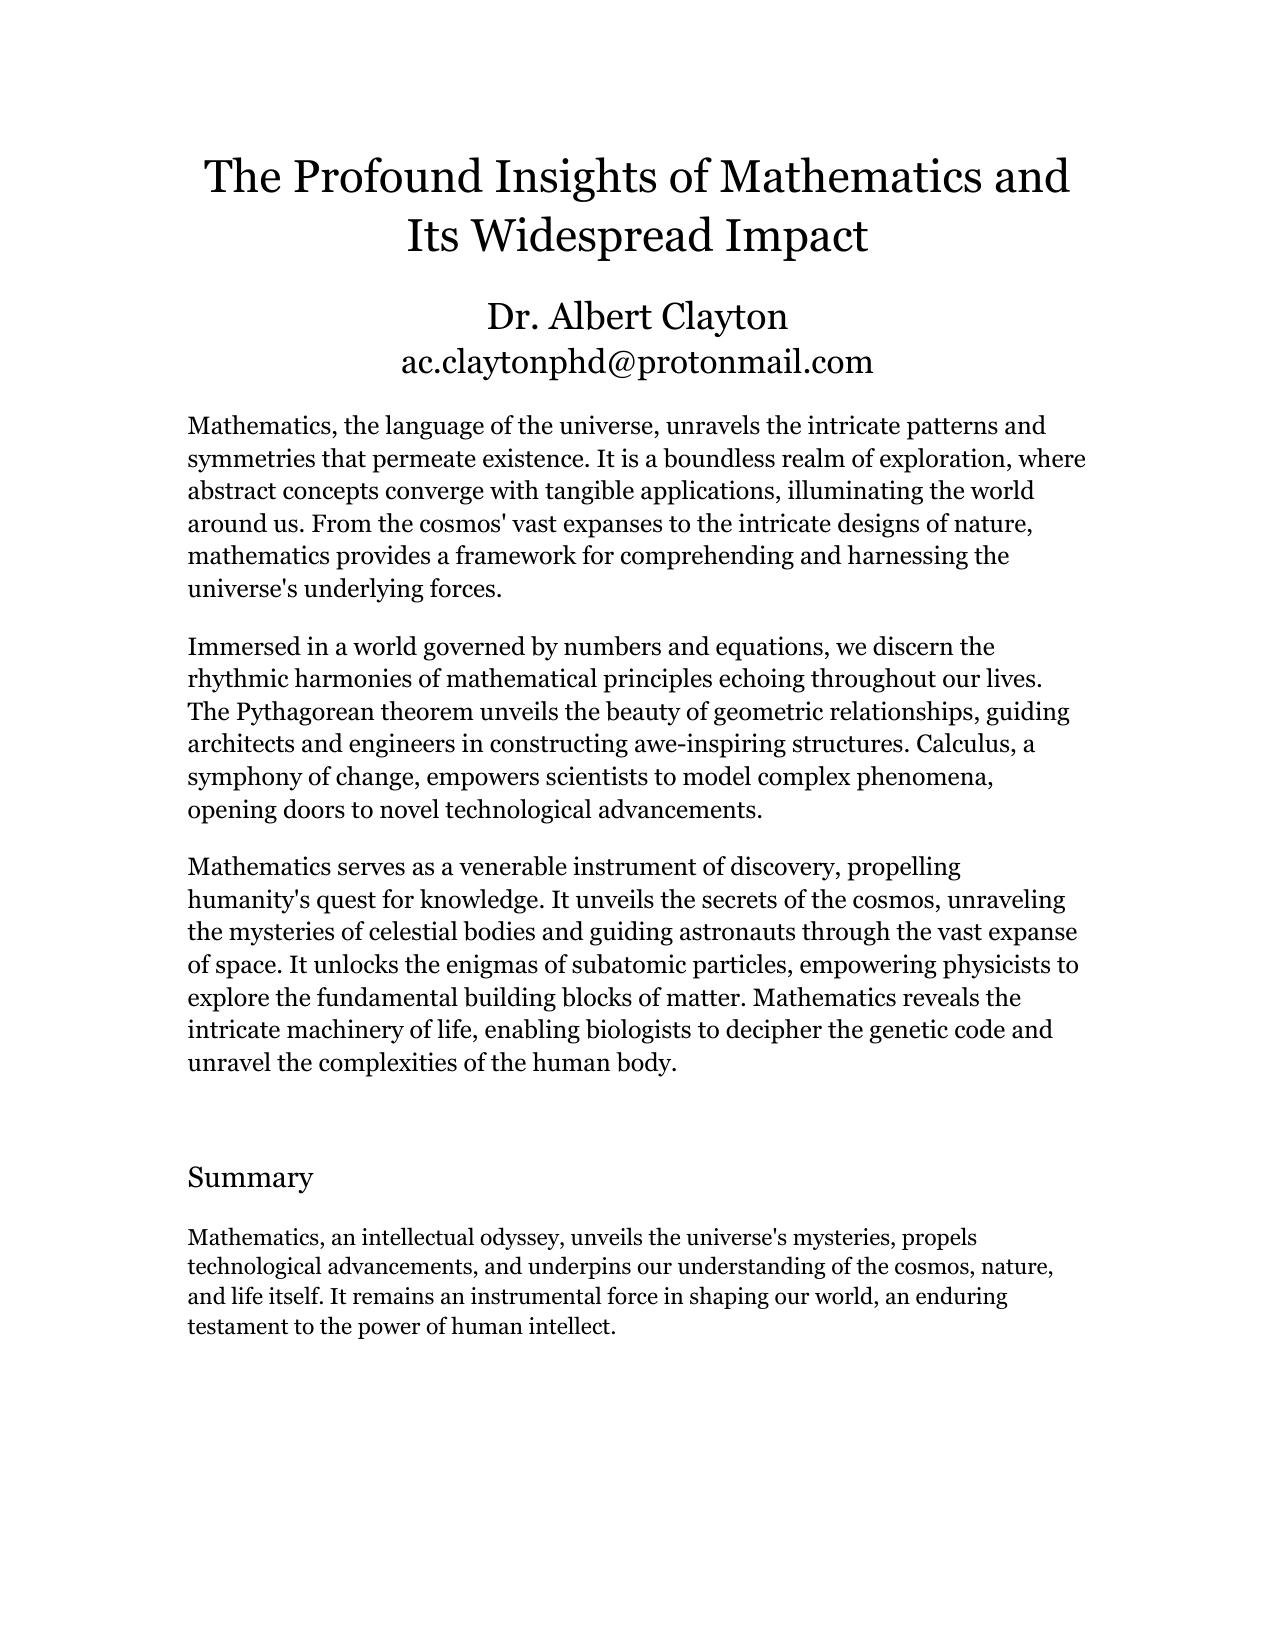 The Profound Insights of Mathematics and
Its Widespread Impact
Dr. Albert Clayton
ac.claytonphd@protonmail.com
Mathematics, the language of the universe, unravels the intricate patterns and
symmetries that permeate existence. It is a boundless realm of exploration, where
abstract concepts converge with tangible applications, illuminating the world
around us. From the cosmos' vast expanses to the intricate designs of nature,
mathematics provides a framework for comprehending and harnessing the
universe's underlying forces.
Immersed in a world governed by numbers and equations, we discern the
rhythmic harmonies of mathematical principles echoing throughout our lives.
The Pythagorean theorem unveils the beauty of geometric relationships, guiding
architects and engineers in constructing awe-inspiring structures. Calculus, a
symphony of change, empowers scientists to model complex phenomena,
opening doors to novel technological advancements.
Mathematics serves as a venerable instrument of discovery, propelling
humanity's quest for knowledge. It unveils the secrets of the cosmos, unraveling
the mysteries of celestial bodies and guiding astronauts through the vast expanse
of space. It unlocks the enigmas of subatomic particles, empowering physicists to
explore the fundamental building blocks of matter. Mathematics reveals the
intricate machinery of life, enabling biologists to decipher the genetic code and
unravel the complexities of the human body.
Summary
Mathematics, an intellectual odyssey, unveils the universe's mysteries, propels
technological advancements, and underpins our understanding of the cosmos, nature,
and life itself. It remains an instrumental force in shaping our world, an enduring
testament to the power of human intellect.